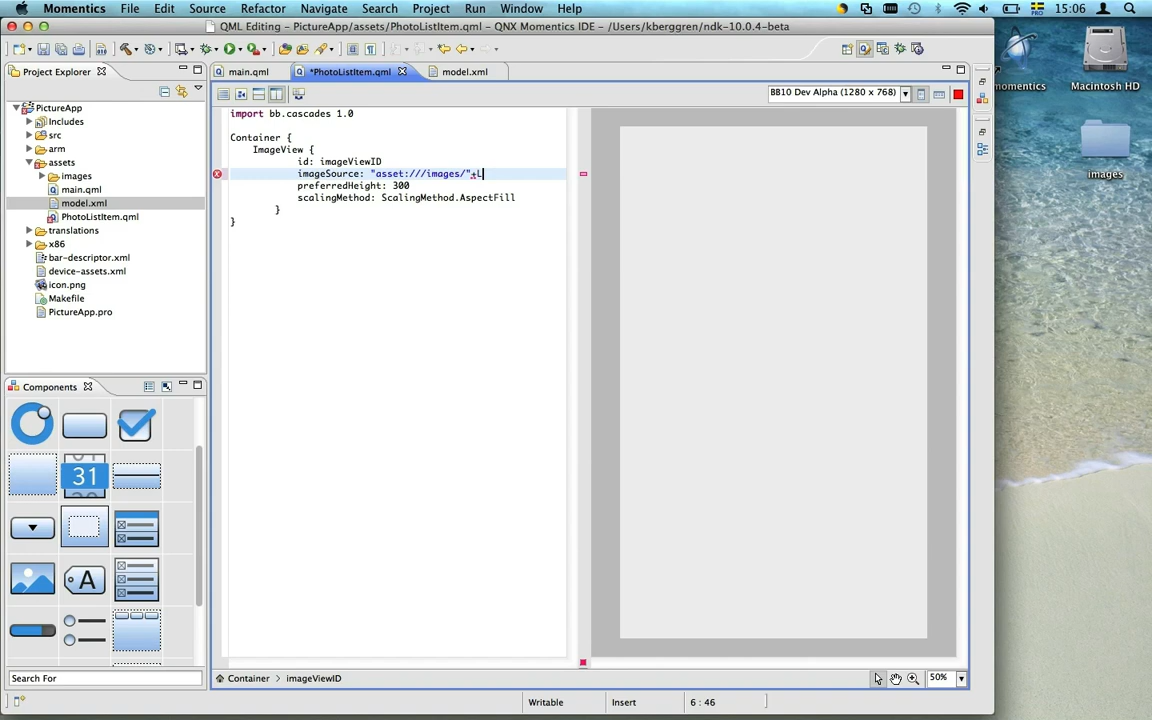 Momentics File Edit Source Refactor Navigate Search Project Run Window Help 15:06
QML Editing - PictureApp/assets/PhotoListItem.qml - QNX Momentics IDE - /Users/kberggren/ndk-10.0.4-beta
Project Explorer
main.qml *PhotoListItem.qml model.xml
BB10 Dev Alpha (1280 x 768)
PictureApp
Includes
src
arm
assets
images
main.qml
model.xml
PhotoListItem.qml
translations
x86
bar-descriptor.xml
device-assets.xml
icon.png
Makefile
PictureApp.pro
import bb.cascades 1.0
Container {
ImageView {
id: imageViewID
imageSource: "asset:///images/"+L
preferredHeight: 300
scalingMethod: ScalingMethod.AspectFill
}
}
Components
31
A
Search For
Container > imageViewID
50%
Writable Insert 6 : 46
momentics
Macintosh HD
images